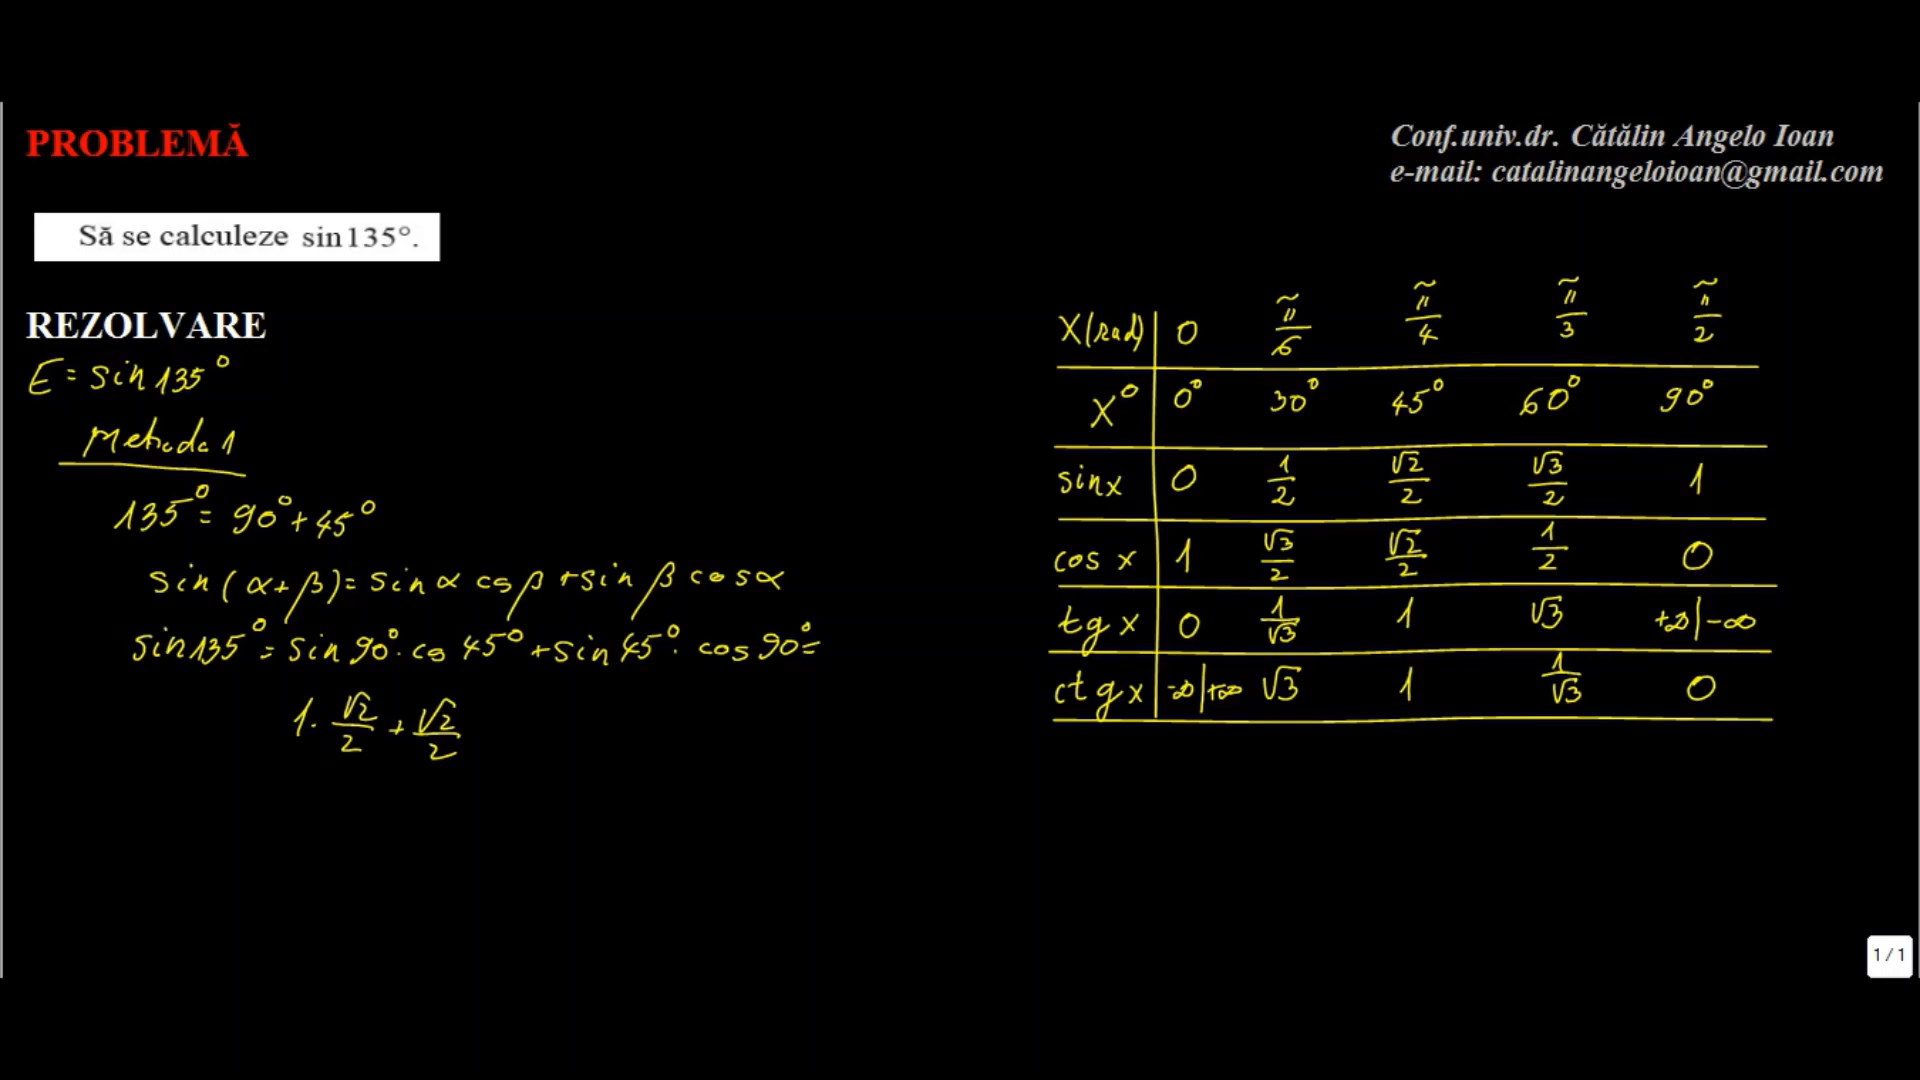 PROBLEMĂ
Conf.univ.dr. Cătălin Angelo Ioan
e-mail: catalinangeloioan@gmail.com
Să se calculeze sin135°.
REZOLVARE
E = sin 135°
Metoda 1
135° = 90° + 45°
sin(α+β) = sin α cos β + sin β cos α
sin 135° = sin 90° · cos 45° + sin 45° · cos 90° =
1 · √2/2 + √2/2
x(rad) | 0 π/6 π/4 π/3 π/2
x° | 0° 30° 45° 60° 90°
sin x | 0 1/2 √2/2 √3/2 1
cos x | 1 √3/2 √2/2 1/2 0
tg x | 0 1/√3 1 √3 +∞|-∞
ctg x | -∞|+∞ √3 1 1/√3 0
1 / 1